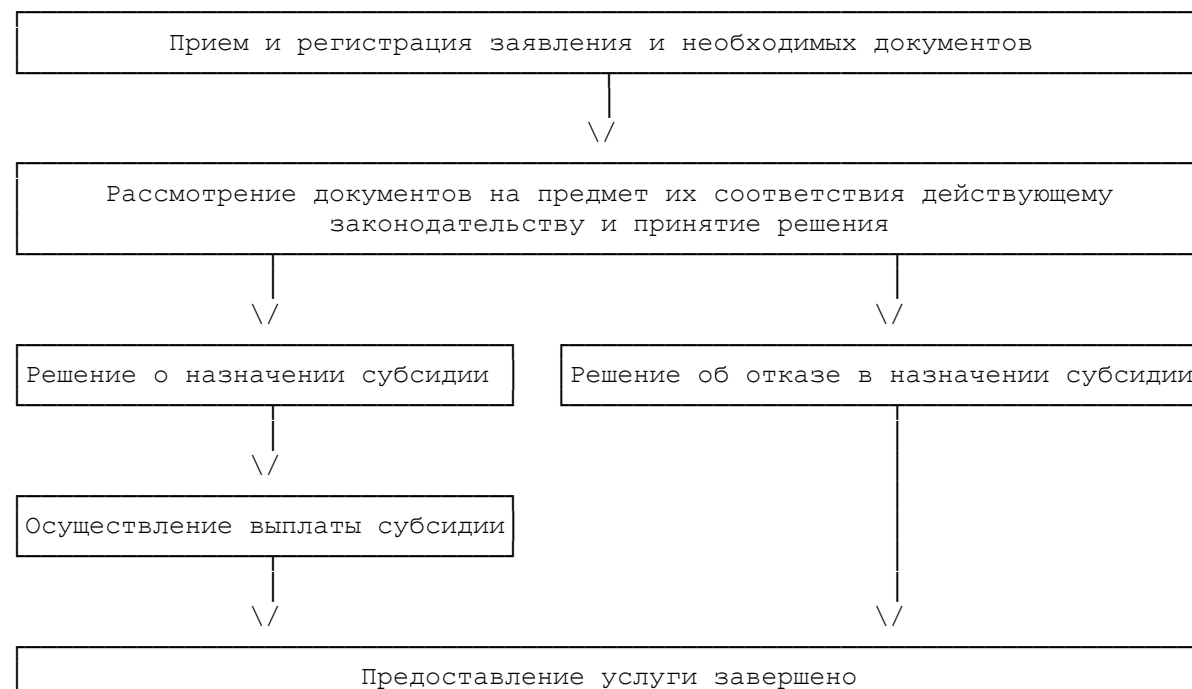 Прием и регистрация заявления и необходимых документов
Рассмотрение документов на предмет их соответствия действующему
законодательству и принятие решения
Решение о назначении субсидии
Решение об отказе в назначении субсидии
Осуществление выплаты субсидии
Предоставление услуги завершено